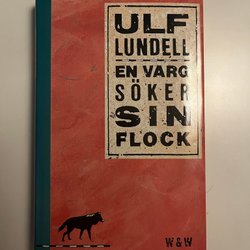 ULF
LUNDELL
EN VARG
SÖKER
SIN
FLOCK
W&W